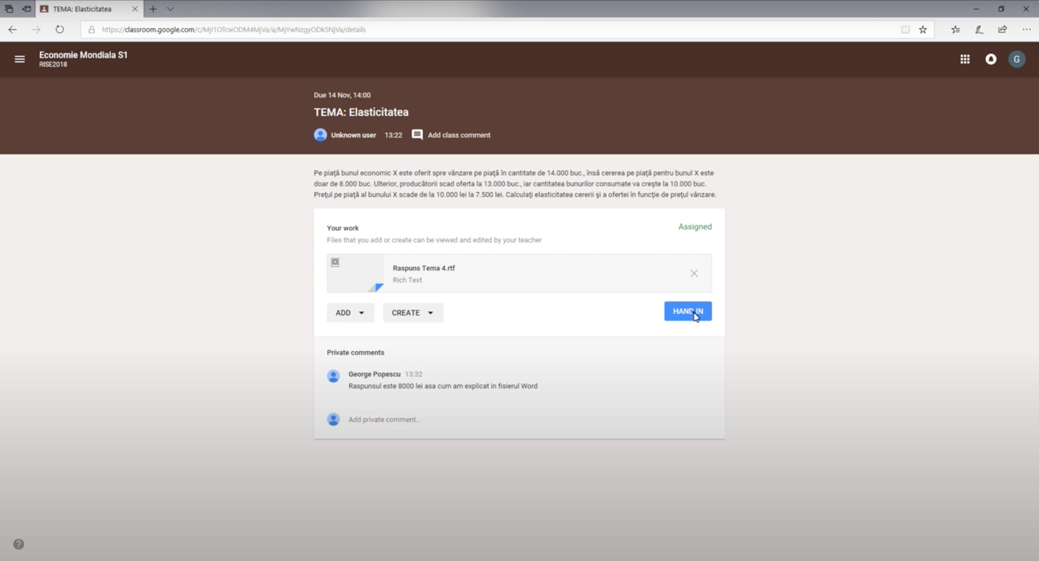 TEMA: Elasticitatea
Economie Mondiala S1
RISE2018
G
Due 14 Nov, 14:00
TEMA: Elasticitatea
Unknown user 13:22 Add class comment
Pe piață bunul economic X este oferit spre vânzare pe piață în cantitate de 14.000 buc., însă cererea pe piață pentru bunul X este
doar de 8.000 buc. Ulterior, producătorii scad oferta la 13.000 buc., iar cantitatea bunurilor consumate va crește la 10.000 buc.
Prețul pe piață al bunului X scade de la 10.000 lei la 7.500 lei. Calculați elasticitatea cererii și a ofertei în funcție de prețul vânzare.
Your work
Assigned
Files that you add or create can be viewed and edited by your teacher
Raspuns Tema 4.rtf
Rich Text
ADD
CREATE
HAND IN
Private comments
George Popescu 13:32
Raspunsul este 8000 lei asa cum am explicat in fisierul Word
Add private comment...